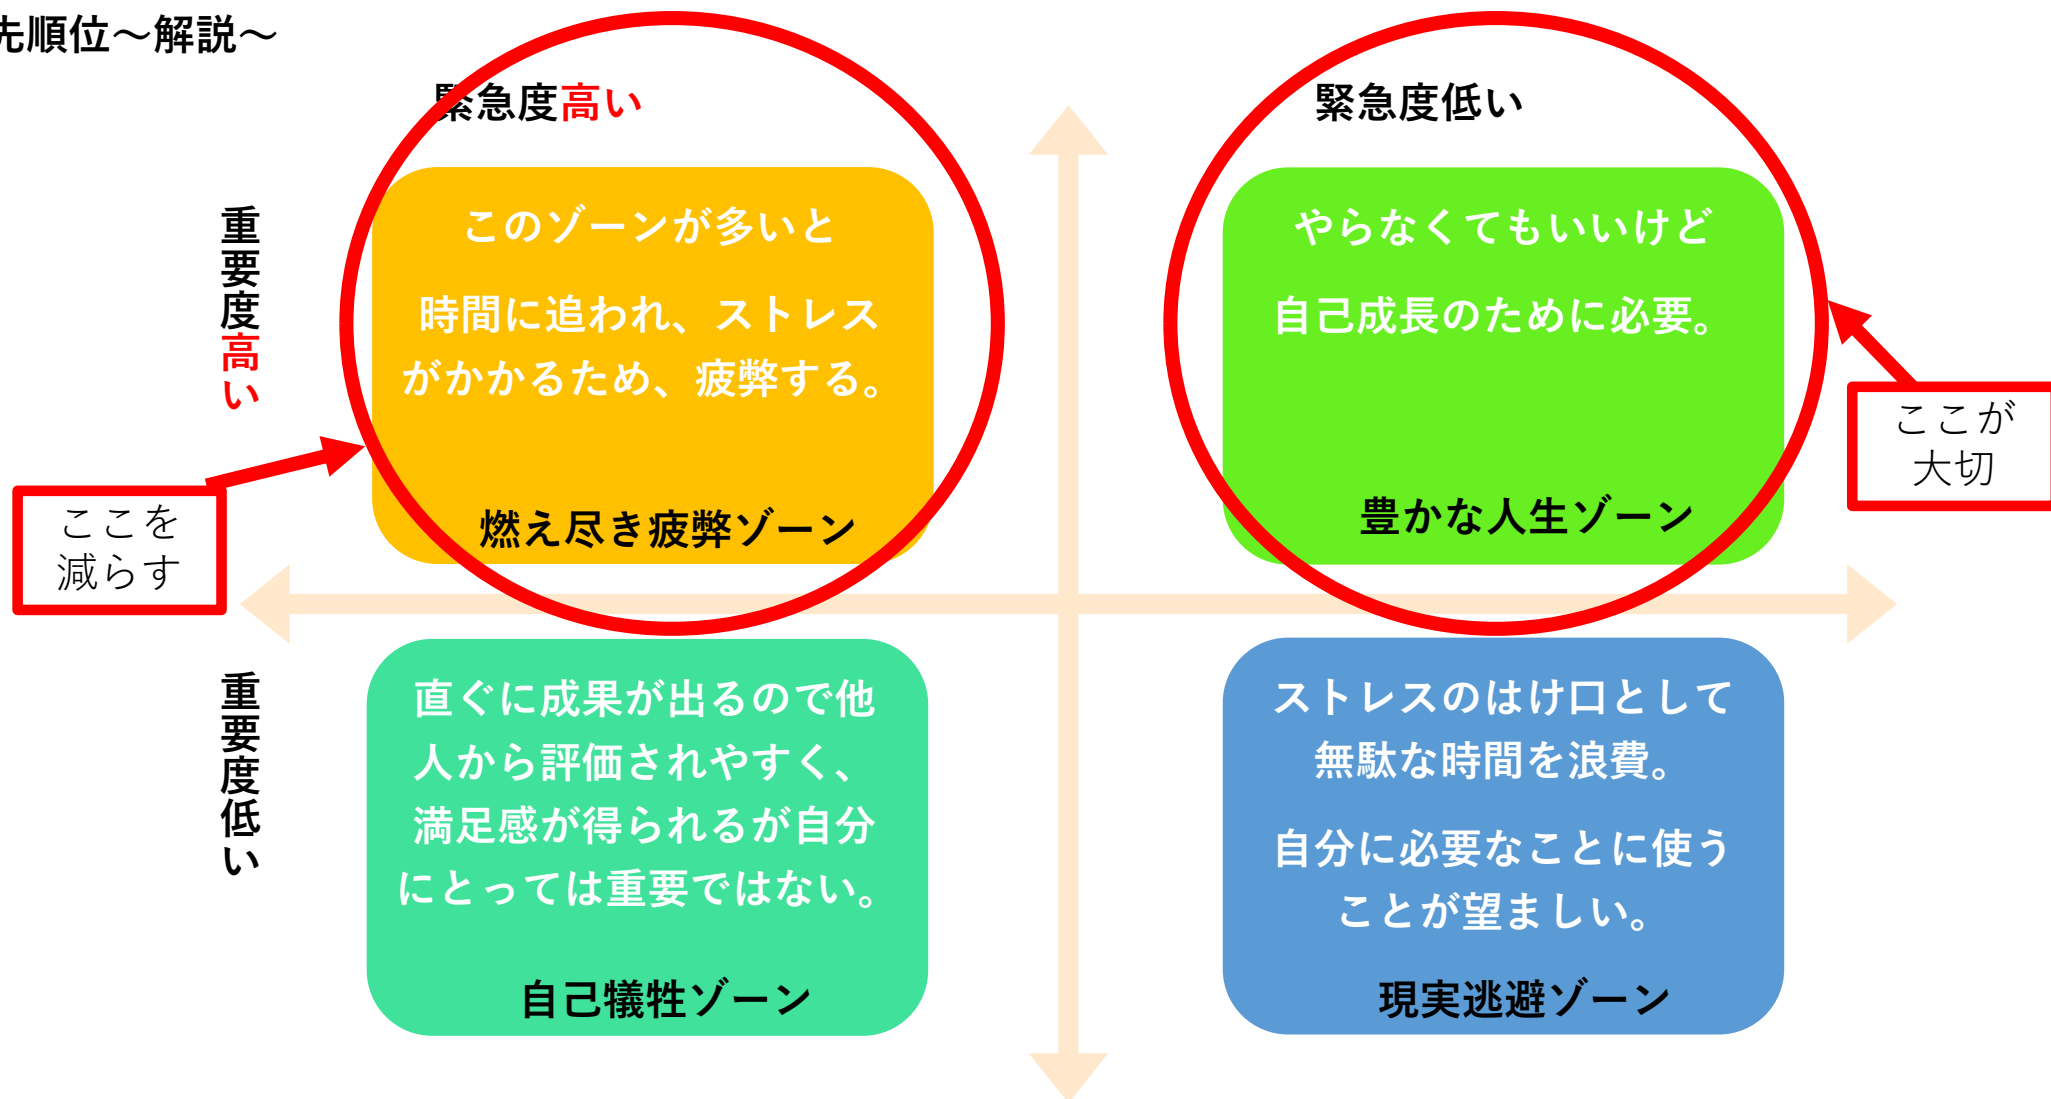 先順位～解説～
緊急度高い
緊急度低い
重要度高い
このゾーンが多いと
時間に追われ、ストレス
がかかるため、疲弊する。
燃え尽き疲弊ゾーン
やらなくてもいいけど
自己成長のために必要。
豊かな人生ゾーン
ここを
減らす
ここが
大切
重要度低い
直ぐに成果が出るので他
人から評価されやすく、
満足感が得られるが自分
にとっては重要ではない。
自己犠牲ゾーン
ストレスのはけ口として
無駄な時間を浪費。
自分に必要なことに使う
ことが望ましい。
現実逃避ゾーン